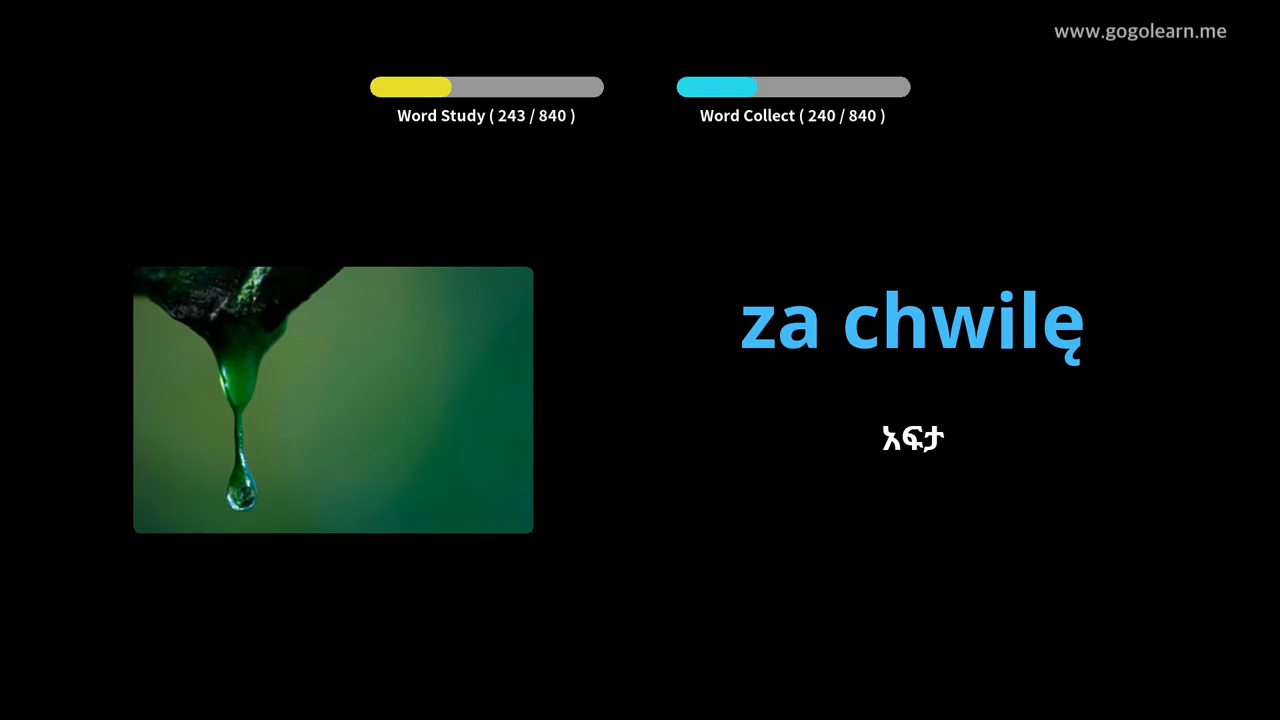 www.gogolearn.me
Word Study ( 243 / 840 )
Word Collect ( 240 / 840 )
za chwilę
አፍታ